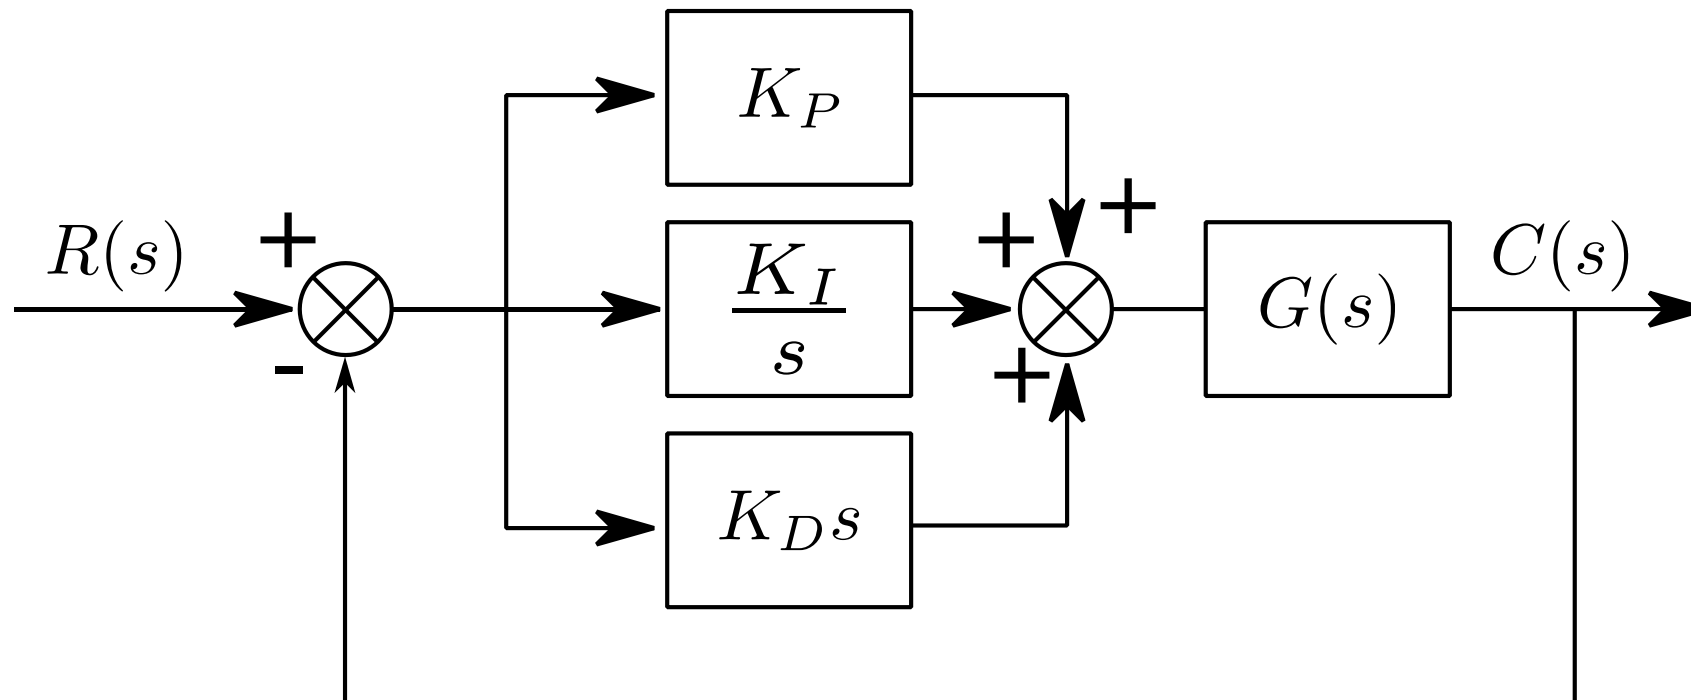 K_P
R(s)
+
+
+
K_I
s
G(s)
C(s)
-
+
K_D s